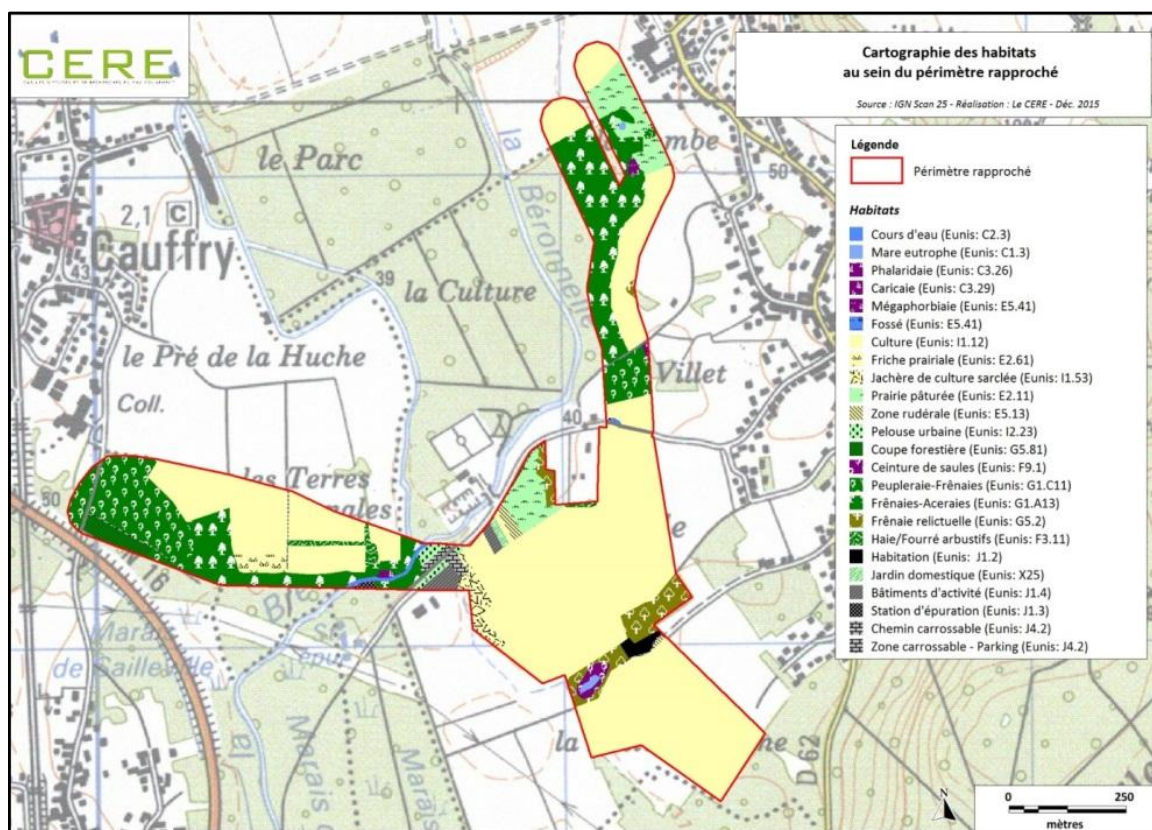 CERE
Cartographie des habitats
au sein du périmètre rapproché
Source : IGN Scan 25 - Réalisation : Le CERE - Déc. 2015
Légende
Périmètre rapproché
Habitats
Cours d'eau (Eunis: C2.3)
Mare eutrophe (Eunis: C1.3)
Phalaridaie (Eunis: C3.26)
Caricaie (Eunis: C3.29)
Mégaphorbiaie (Eunis: E5.41)
Fossé (Eunis: E5.41)
Culture (Eunis: I1.12)
Friche prairiale (Eunis: E2.61)
Jachère de culture sarclée (Eunis: I1.53)
Prairie pâturée (Eunis: E2.11)
Zone rudérale (Eunis: E5.13)
Pelouse urbaine (Eunis: I2.23)
Coupe forestière (Eunis: G5.81)
Ceinture de saules (Eunis: F9.1)
Peupleraie-Frênaies (Eunis: G1.C11)
Frênaies-Aceraies (Eunis: G1.A13)
Frênaie relictuelle (Eunis: G5.2)
Haie/Fourré arbustifs (Eunis: F3.11)
Habitation (Eunis: J1.2)
Jardin domestique (Eunis: X25)
Bâtiments d'activité (Eunis: J1.4)
Station d'épuration (Eunis: J1.3)
Chemin carrossable (Eunis: J4.2)
Zone carrossable - Parking (Eunis: J4.2)
le Parc
2,1 C
Cauffry
43
39
la Culture
la Béronnelle
50
le Pré de la Huche
Coll.
Villet
40
les Terres
50
16
Marais
de Sailleville
Marais de
Marais
la
D 62
N
0 250
mètres